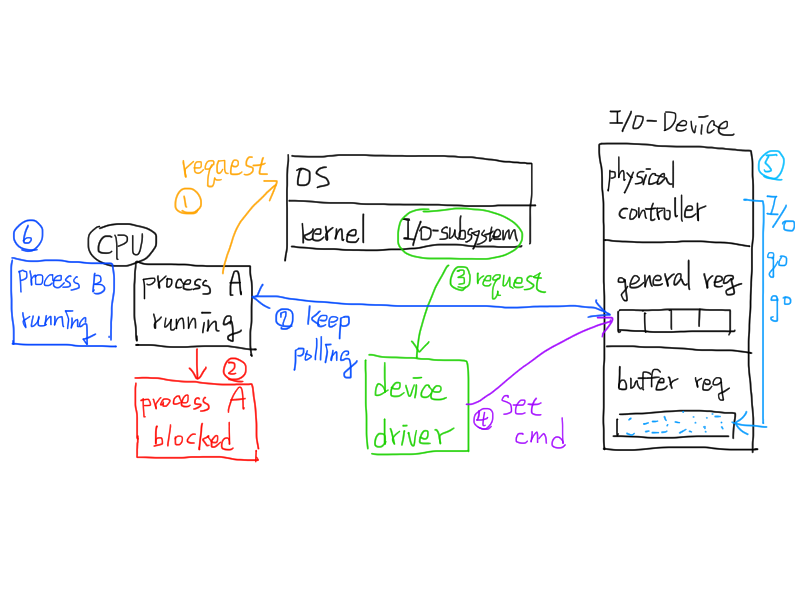 I/O-Device
request
①
OS
kernel
I/O-subsystem
physical
controller
⑤
I/O
go
go
⑥
CPU
process B
running
process A
running
② keep
polling
③ request
general reg
②
process A
blocked
device
driver
④ set
cmd
buffer reg